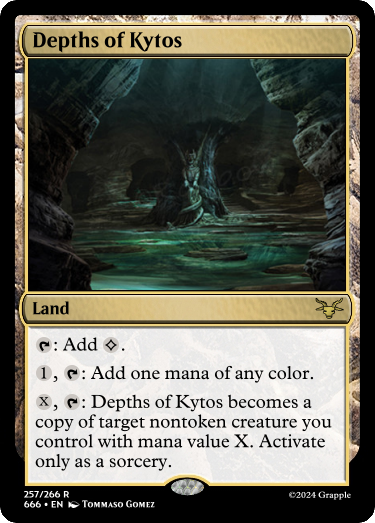 Depths of Kytos
Land
: Add .
1, : Add one mana of any color.
X, : Depths of Kytos becomes a
copy of target nontoken creature you
control with mana value X. Activate
only as a sorcery.
257/266 R
666 • EN Tommaso Gomez
©2024 Grapple